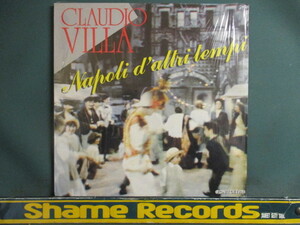 CLAUDIO
VILLA
Napoli d'altri tempi
Shame Records